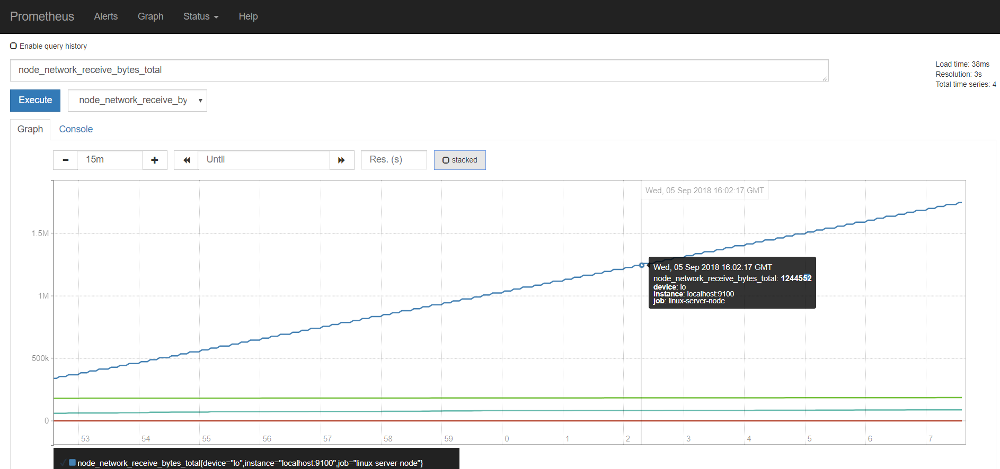 Prometheus Alerts Graph Status Help
Enable query history
node_network_receive_bytes_total
Load time: 38ms
Resolution: 3s
Total time series: 4
Execute node_network_receive_by
Graph Console
15m Until Res. (s) stacked
Wed, 05 Sep 2018 16:02:17 GMT
1.5M
1M
500k
0
Wed, 05 Sep 2018 16:02:17 GMT
node_network_receive_bytes_total: 1244552
device: lo
instance: localhost:9100
job: linux-server-node
53 54 55 56 57 58 59 0 1 2 3 4 5 6 7
node_network_receive_bytes_total{device="lo",instance="localhost:9100",job="linux-server-node"}